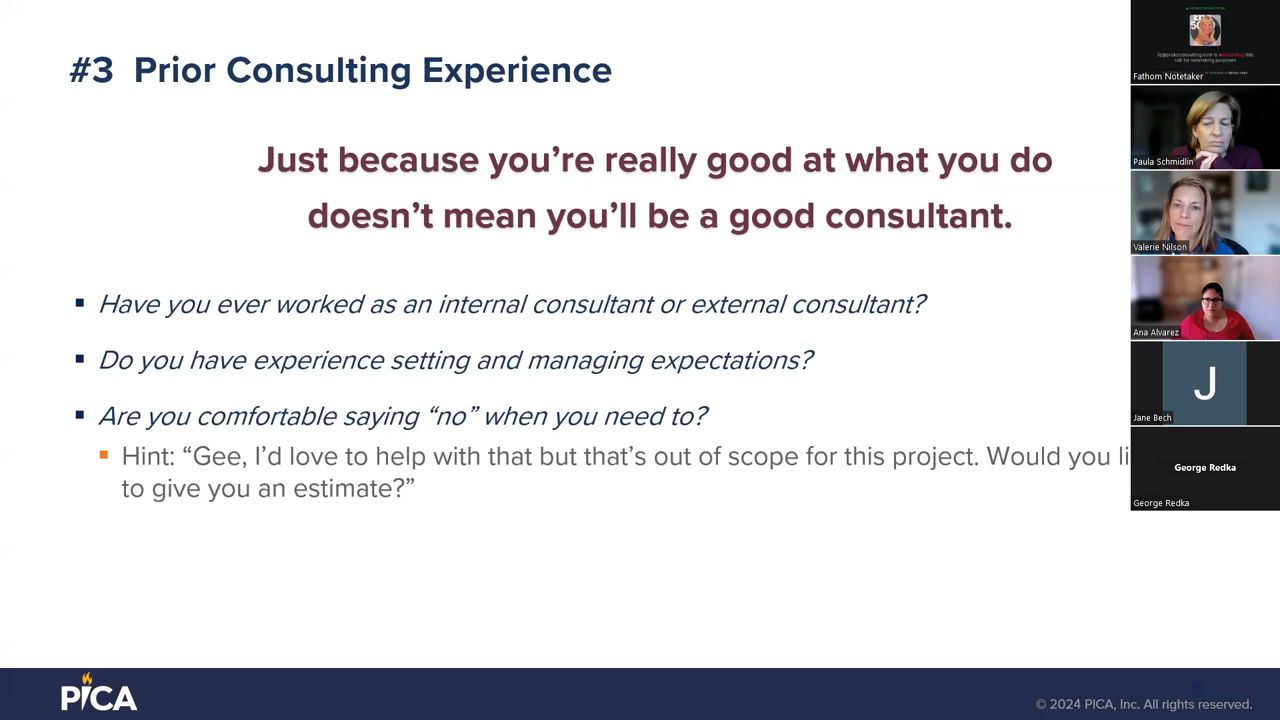 #3 Prior Consulting Experience
Just because you’re really good at what you do
doesn’t mean you’ll be a good consultant.
▪ Have you ever worked as an internal consultant or external consultant?
▪ Do you have experience setting and managing expectations?
▪ Are you comfortable saying “no” when you need to?
▪ Hint: “Gee, I’d love to help with that but that’s out of scope for this project. Would you li
to give you an estimate?”
PICA
© 2024 PICA, Inc. All rights reserved.
call for notetaking purposes
Fathom Notetaker
Paula Schmidlin
Valerie Nilson
Ana Alvarez
J
Jane Bech
George Redka
George Redka